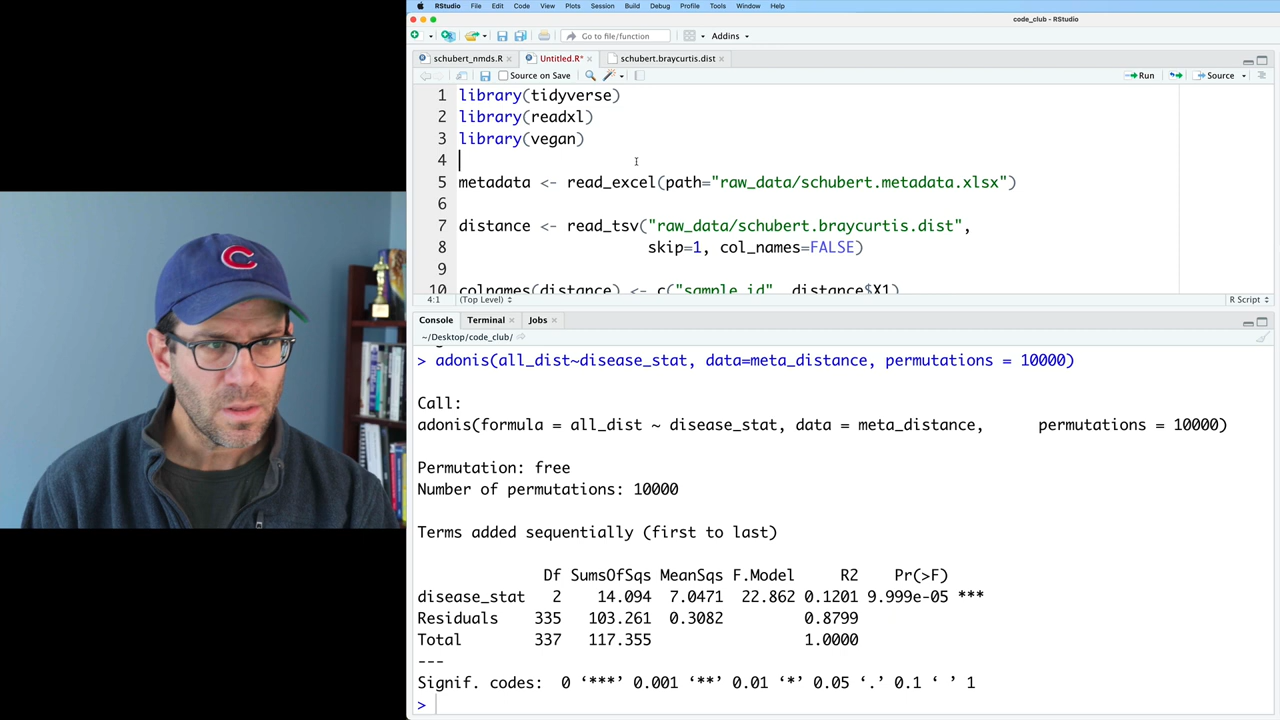 RStudio File Edit Code View Plots Session Build Debug Profile Tools Window Help
code_club - RStudio
Go to file/function Addins
schubert_nmds.R Untitled.R* schubert.braycurtis.dist
Source on Save Run Source
1 library(tidyverse)
2 library(readxl)
3 library(vegan)
4
5 metadata <- read_excel(path="raw_data/schubert.metadata.xlsx")
6
7 distance <- read_tsv("raw_data/schubert.braycurtis.dist",
8 skip=1, col_names=FALSE)
9
10 colnames(distance) <- c("sample_id", distance$X1)
4:1 (Top Level) R Script
Console Terminal Jobs
~/Desktop/code_club/
> adonis(all_dist~disease_stat, data=meta_distance, permutations = 10000)
Call:
adonis(formula = all_dist ~ disease_stat, data = meta_distance, permutations = 10000)
Permutation: free
Number of permutations: 10000
Terms added sequentially (first to last)
Df SumsOfSqs MeanSqs F.Model R2 Pr(>F)
disease_stat 2 14.094 7.0471 22.862 0.1201 9.999e-05 ***
Residuals 335 103.261 0.3082 0.8799
Total 337 117.355 1.0000
---
Signif. codes: 0 ‘***’ 0.001 ‘**’ 0.01 ‘*’ 0.05 ‘.’ 0.1 ‘ ’ 1
>